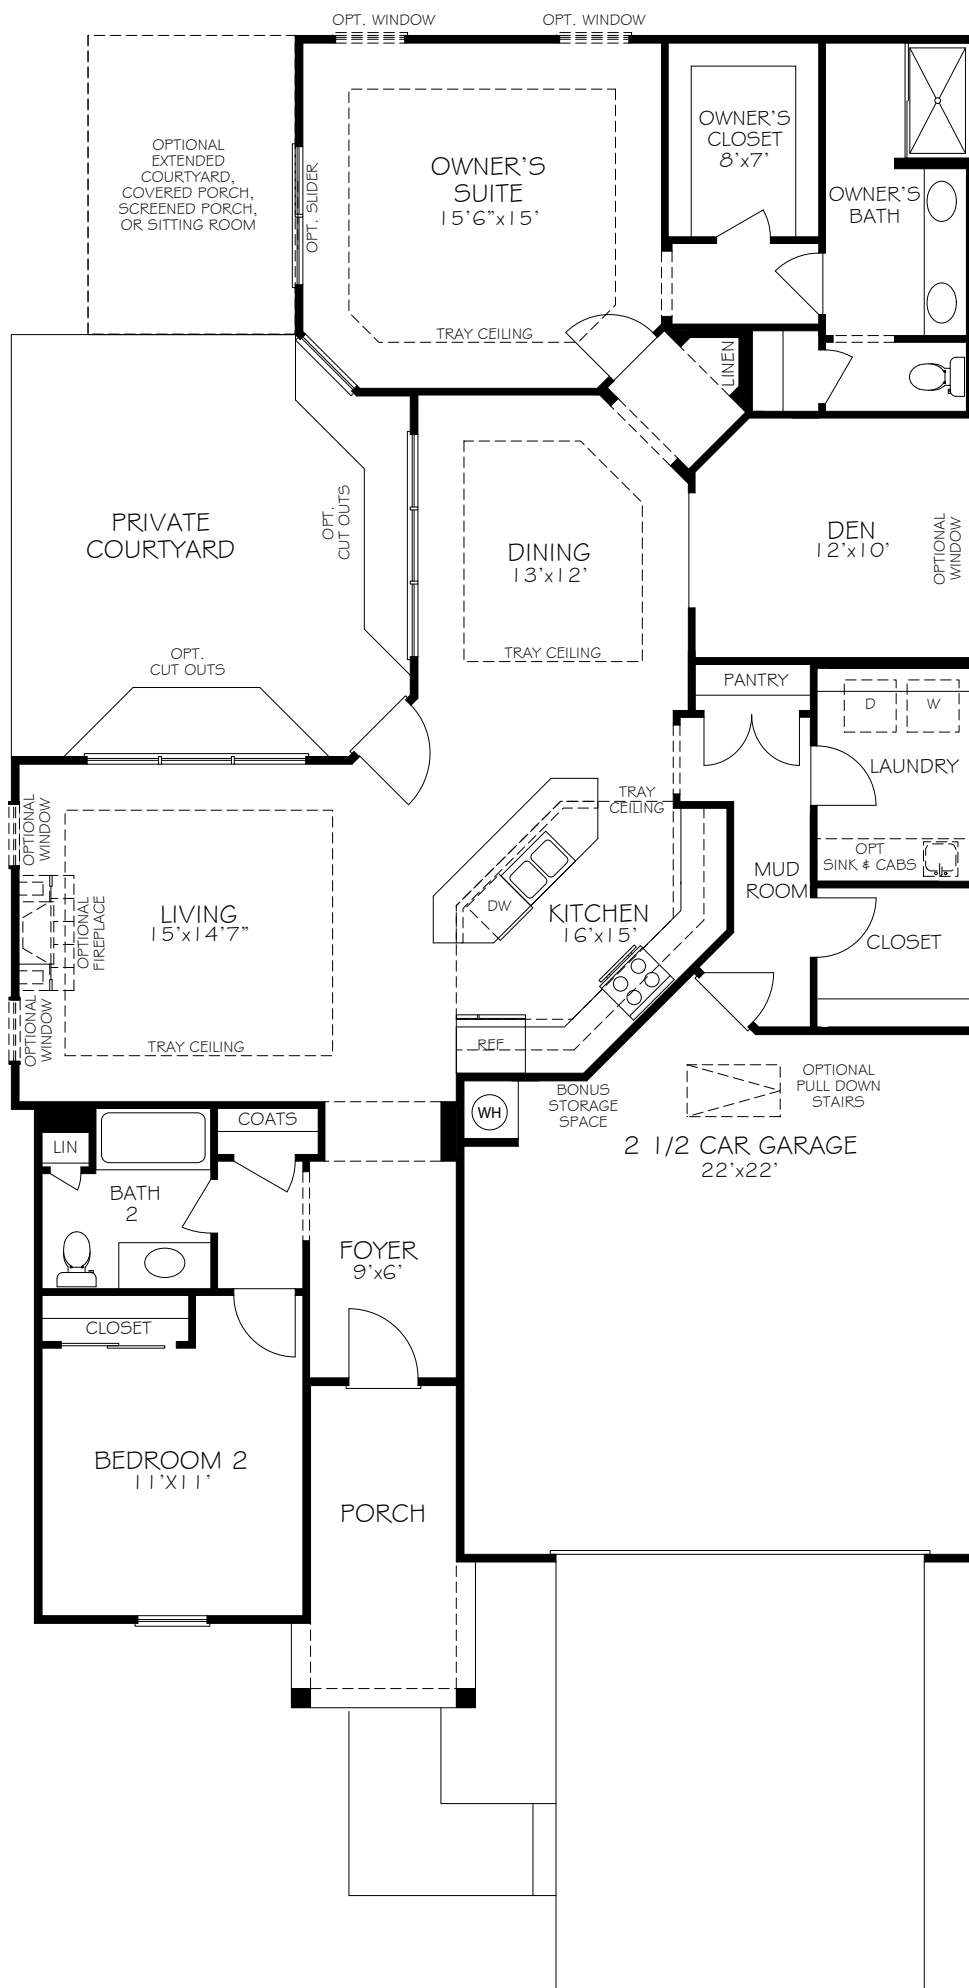 OPT. WINDOW
OPT. WINDOW
OPTIONAL
EXTENDED
COURTYARD,
COVERED PORCH,
SCREENED PORCH,
OR SITTING ROOM
OPT. SLIDER
OWNER'S
SUITE
15'6"x15'
TRAY CEILING
OWNER'S
CLOSET
8'x7'
OWNER'S
BATH
LINEN
PRIVATE
COURTYARD
OPT.
CUT OUTS
OPT.
CUT OUTS
DINING
13'x12'
TRAY CEILING
DEN
12'x10'
OPTIONAL
WINDOW
PANTRY
D
W
LAUNDRY
OPT
SINK & CABS
TRAY
CEILING
MUD
ROOM
CLOSET
OPTIONAL
WINDOW
OPTIONAL
FIREPLACE
OPTIONAL
WINDOW
LIVING
15'x14'7"
TRAY CEILING
DW
KITCHEN
16'x15'
REF
WH
BONUS
STORAGE
SPACE
OPTIONAL
PULL DOWN
STAIRS
2 1/2 CAR GARAGE
22'x22'
LIN
COATS
BATH
2
FOYER
9'x6'
CLOSET
BEDROOM 2
11'X11'
PORCH